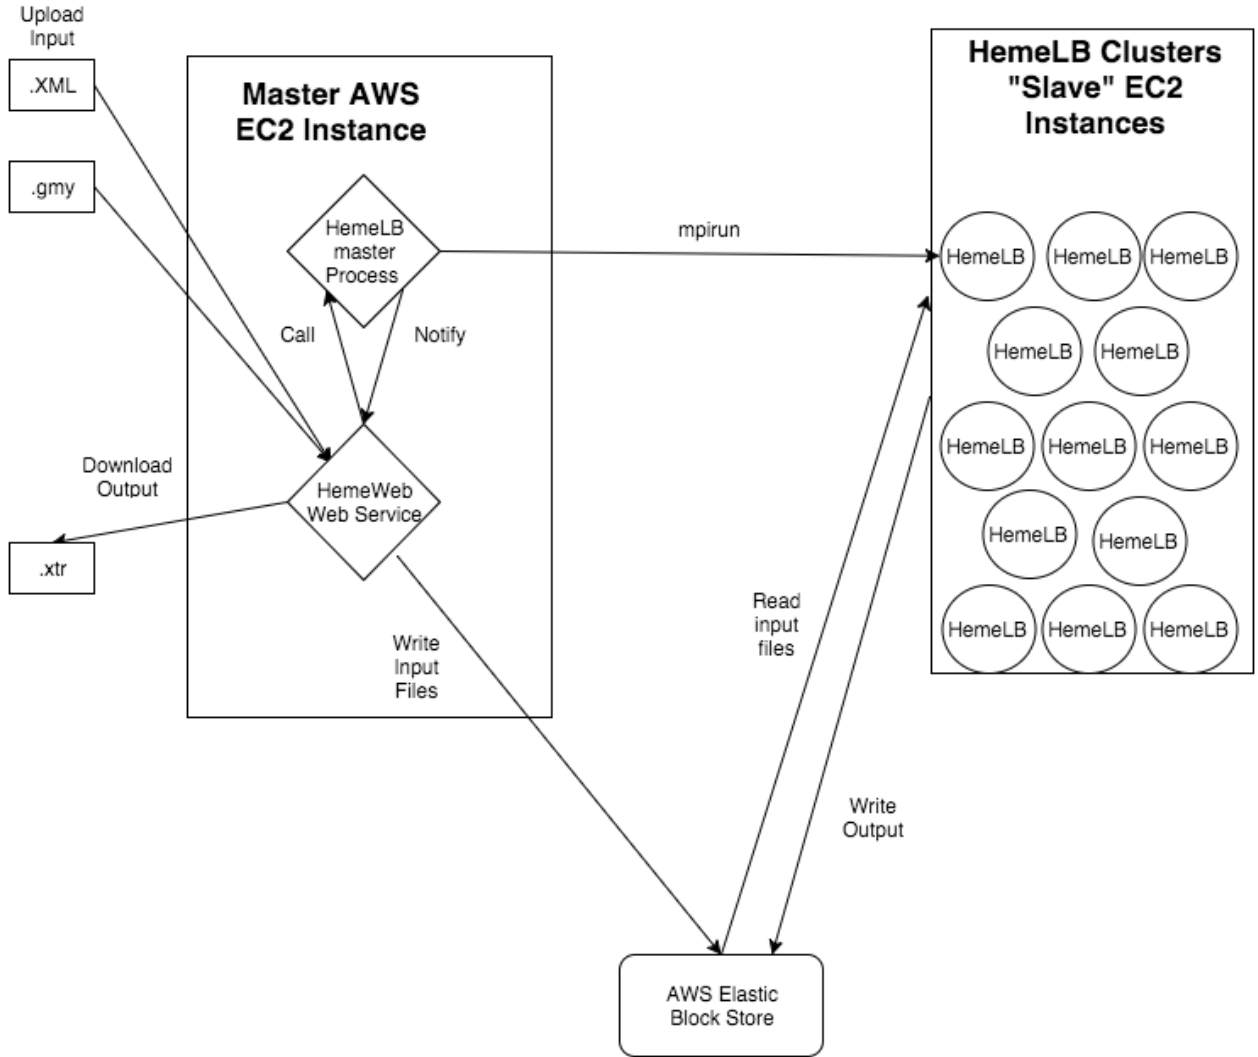 Upload
Input
.XML
.gmy
Master AWS
EC2 Instance
HemeLB
master
Process
Call
Notify
HemeWeb
Web Service
Download
Output
.xtr
Write
Input
Files
mpirun
HemeLB Clusters
"Slave" EC2
Instances
HemeLB
HemeLB
HemeLB
HemeLB
HemeLB
HemeLB
HemeLB
HemeLB
HemeLB
HemeLB
HemeLB
HemeLB
HemeLB
Read
input
files
Write
Output
AWS Elastic
Block Store